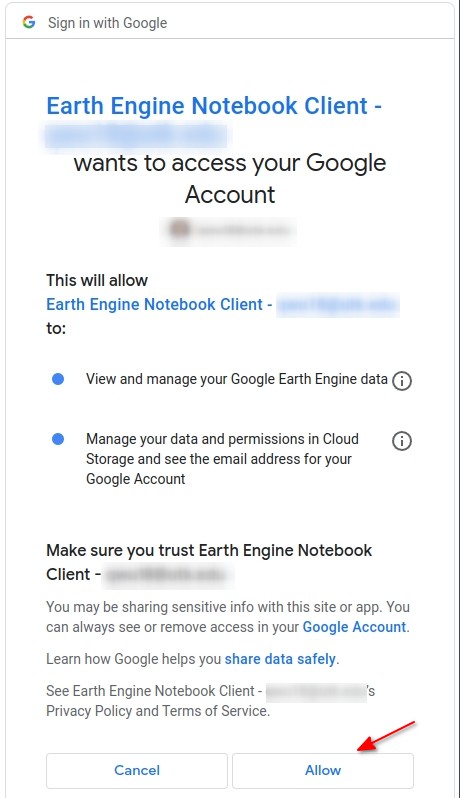 Sign in with Google
Earth Engine Notebook Client -
wants to access your Google
Account
This will allow
Earth Engine Notebook Client -
to:
View and manage your Google Earth Engine data
Manage your data and permissions in Cloud
Storage and see the email address for your
Google Account
Make sure you trust Earth Engine Notebook
Client -
You may be sharing sensitive info with this site or app. You
can always see or remove access in your Google Account.
Learn how Google helps you share data safely.
See Earth Engine Notebook Client - 's
Privacy Policy and Terms of Service.
Cancel
Allow